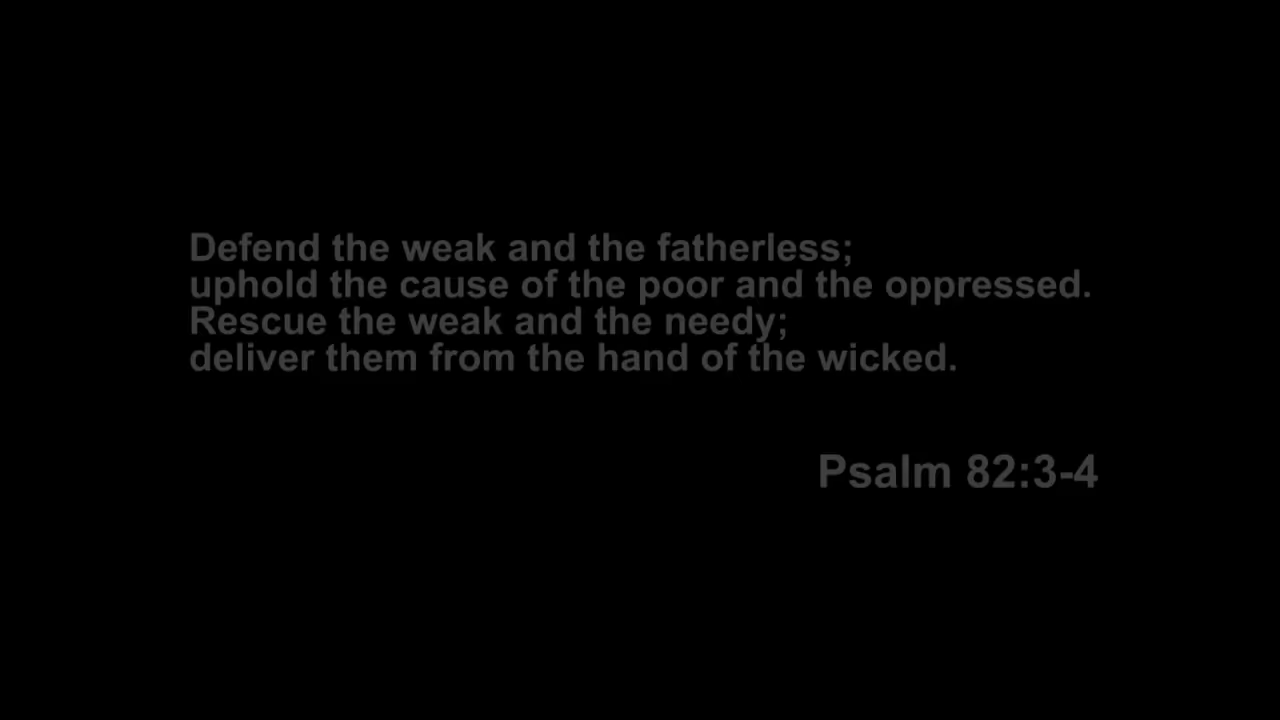 Defend the weak and the fatherless;
uphold the cause of the poor and the oppressed.
Rescue the weak and the needy;
deliver them from the hand of the wicked.
Psalm 82:3-4